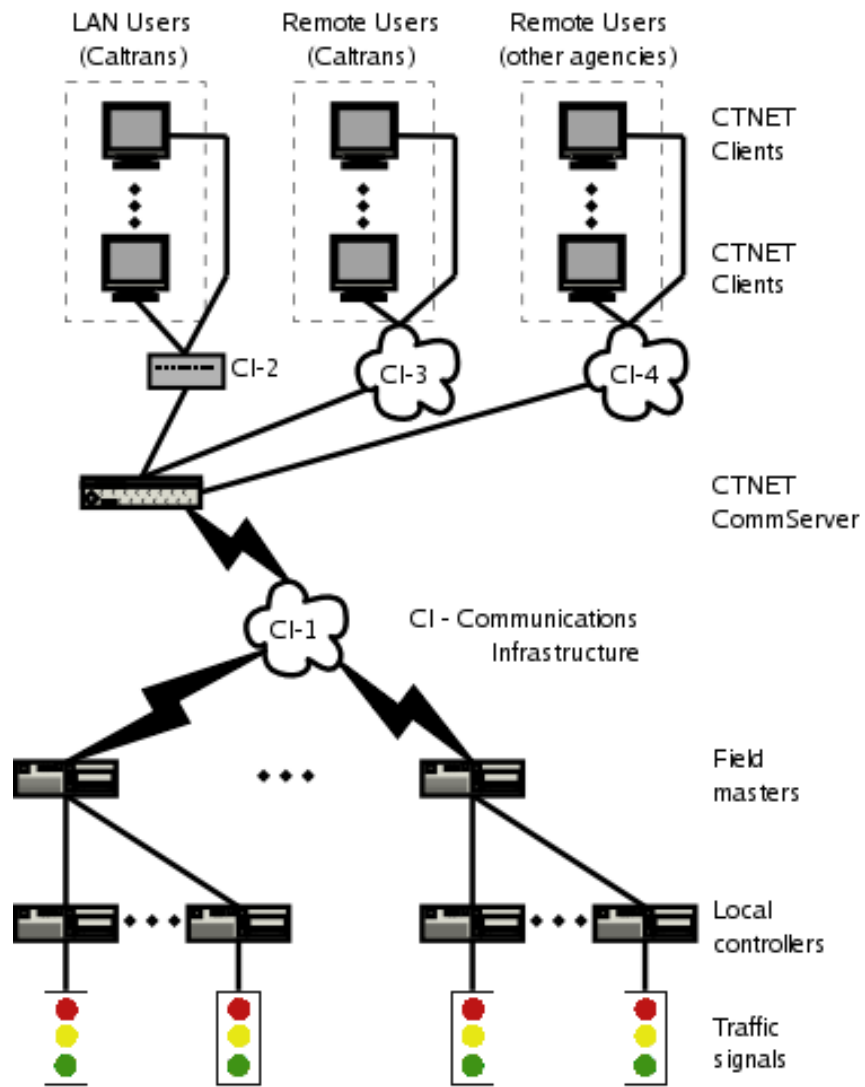 LAN Users
(Caltrans)
Remote Users
(Caltrans)
Remote Users
(other agencies)
CTNET
Clients
CTNET
Clients
CI-2
CI-3
CI-4
CTNET
CommServer
CI-1
CI - Communications
Infrastructure
Field
masters
Local
controllers
Traffic
signals